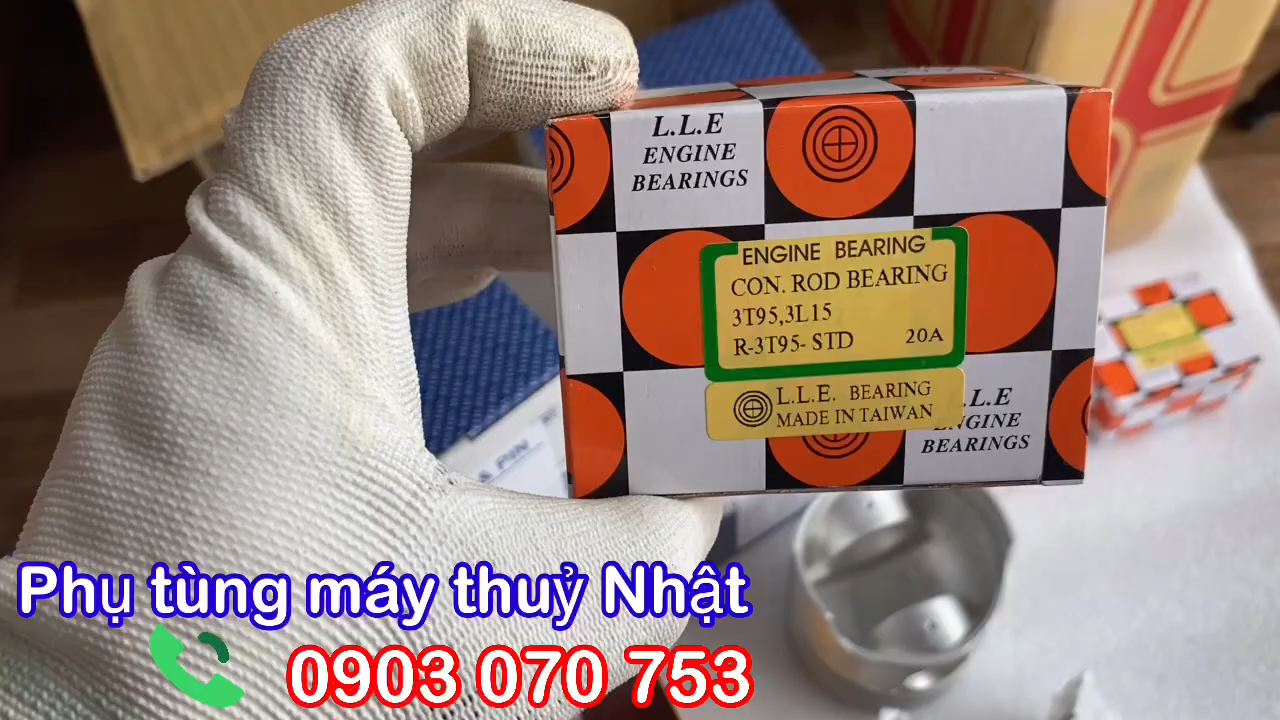 L.L.E
ENGINE
BEARINGS
ENGINE BEARING
CON. ROD BEARING
3T95,3L15
R-3T95- STD 20A
L.L.E. BEARING
MADE IN TAIWAN
.L.E
ENGINE
BEARINGS
& PIN
Phụ tùng máy thuỷ Nhật
0903 070 753